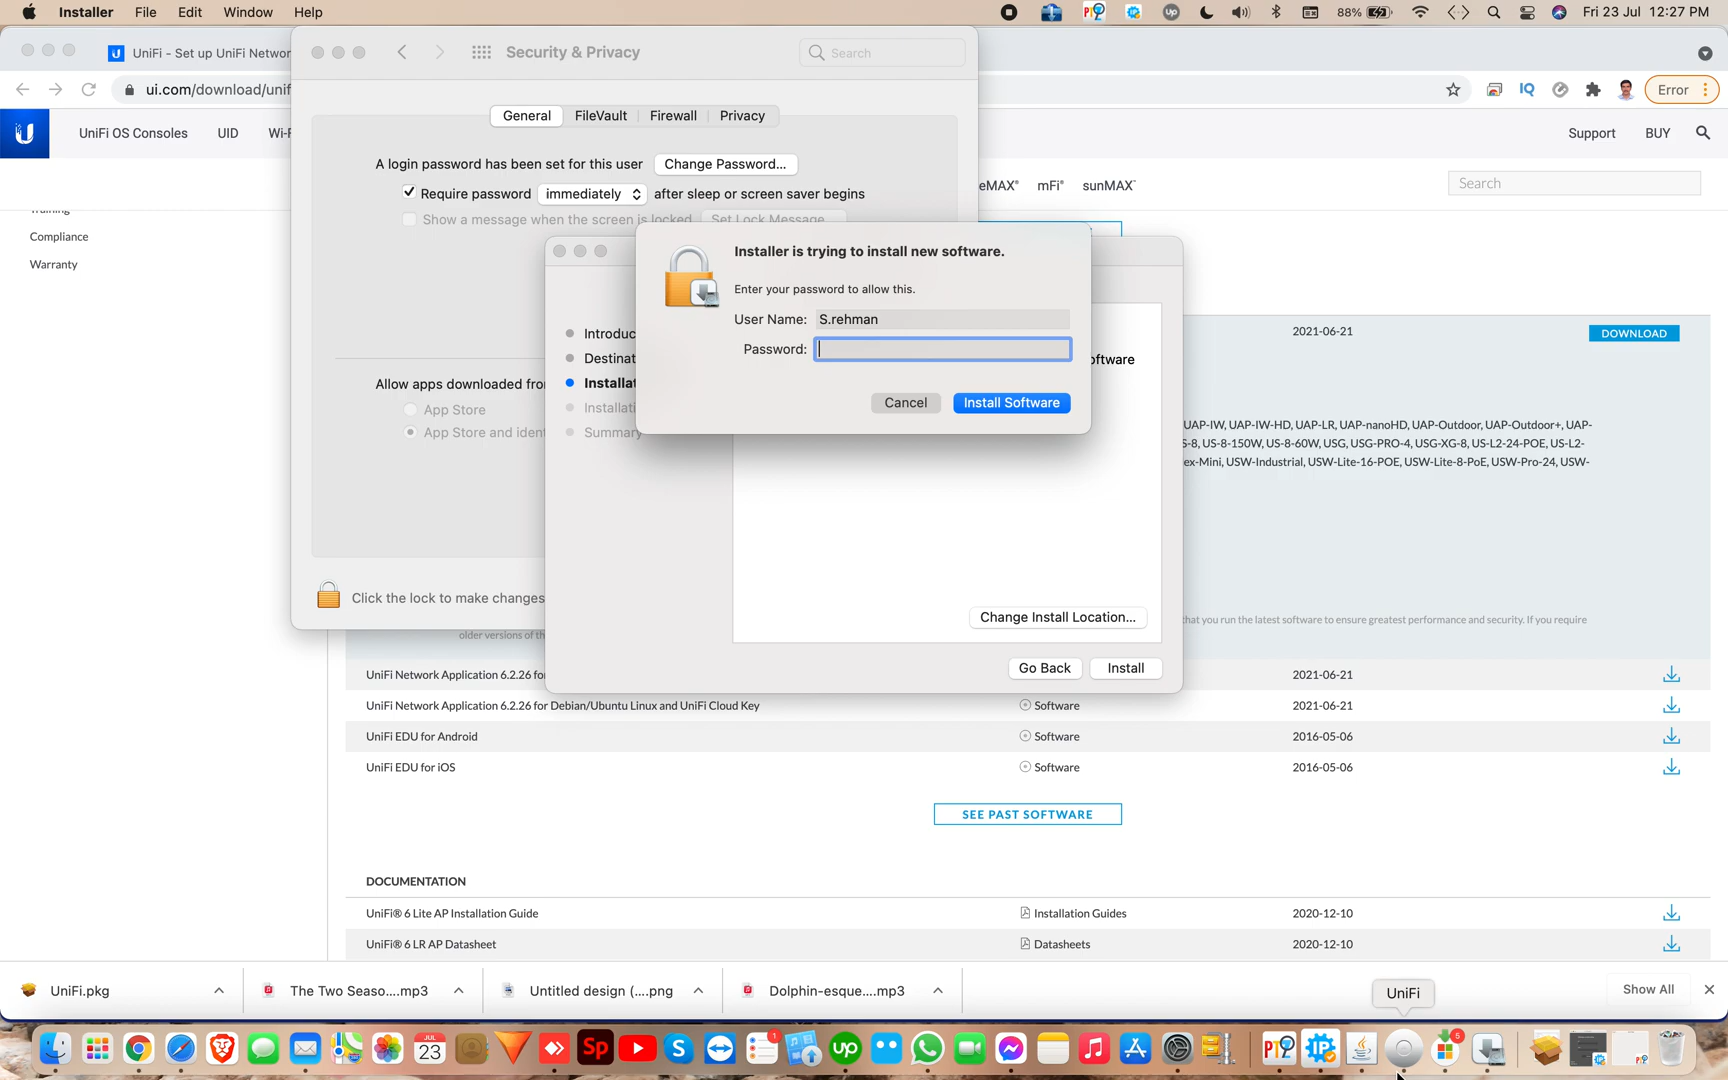 Installer File Edit Window Help
88% Fri 23 Jul 12:27 PM
UniFi - Set up UniFi Networ
Security & Privacy
Search
ui.com/download/unif
Error
General FileVault Firewall Privacy
UniFi OS Consoles UID Wi-F
Support BUY
A login password has been set for this user Change Password...
Require password immediately after sleep or screen saver begins
eMAX® mFi® sunMAX™
Search
Show a message when the screen is locked Set Lock Message...
Training
Compliance
Warranty
Installer is trying to install new software.
Enter your password to allow this.
User Name: S.rehman
Password:
Cancel Install Software
Introduc
Destinat
Installat
Installati
Summary
oftware
2021-06-21 DOWNLOAD
Allow apps downloaded fro
App Store
App Store and ident
UAP-IW, UAP-IW-HD, UAP-LR, UAP-nanoHD, UAP-Outdoor, UAP-Outdoor+, UAP-
S-8, US-8-150W, US-8-60W, USG, USG-PRO-4, USG-XG-8, US-L2-24-POE, US-L2-
ex-Mini, USW-Industrial, USW-Lite-16-POE, USW-Lite-8-PoE, USW-Pro-24, USW-
Click the lock to make changes
Change Install Location...
hat you run the latest software to ensure greatest performance and security. If you require
older versions of th
Go Back Install
UniFi Network Application 6.2.26 fo 2021-06-21
UniFi Network Application 6.2.26 for Debian/Ubuntu Linux and UniFi Cloud Key Software 2021-06-21
UniFi EDU for Android Software 2016-05-06
UniFi EDU for iOS Software 2016-05-06
SEE PAST SOFTWARE
DOCUMENTATION
UniFi® 6 Lite AP Installation Guide Installation Guides 2020-12-10
UniFi® 6 LR AP Datasheet Datasheets 2020-12-10
UniFi.pkg The Two Seaso....mp3 Untitled design (....png Dolphin-esque....mp3 UniFi Show All
JUL
23
Sp
up
1
5